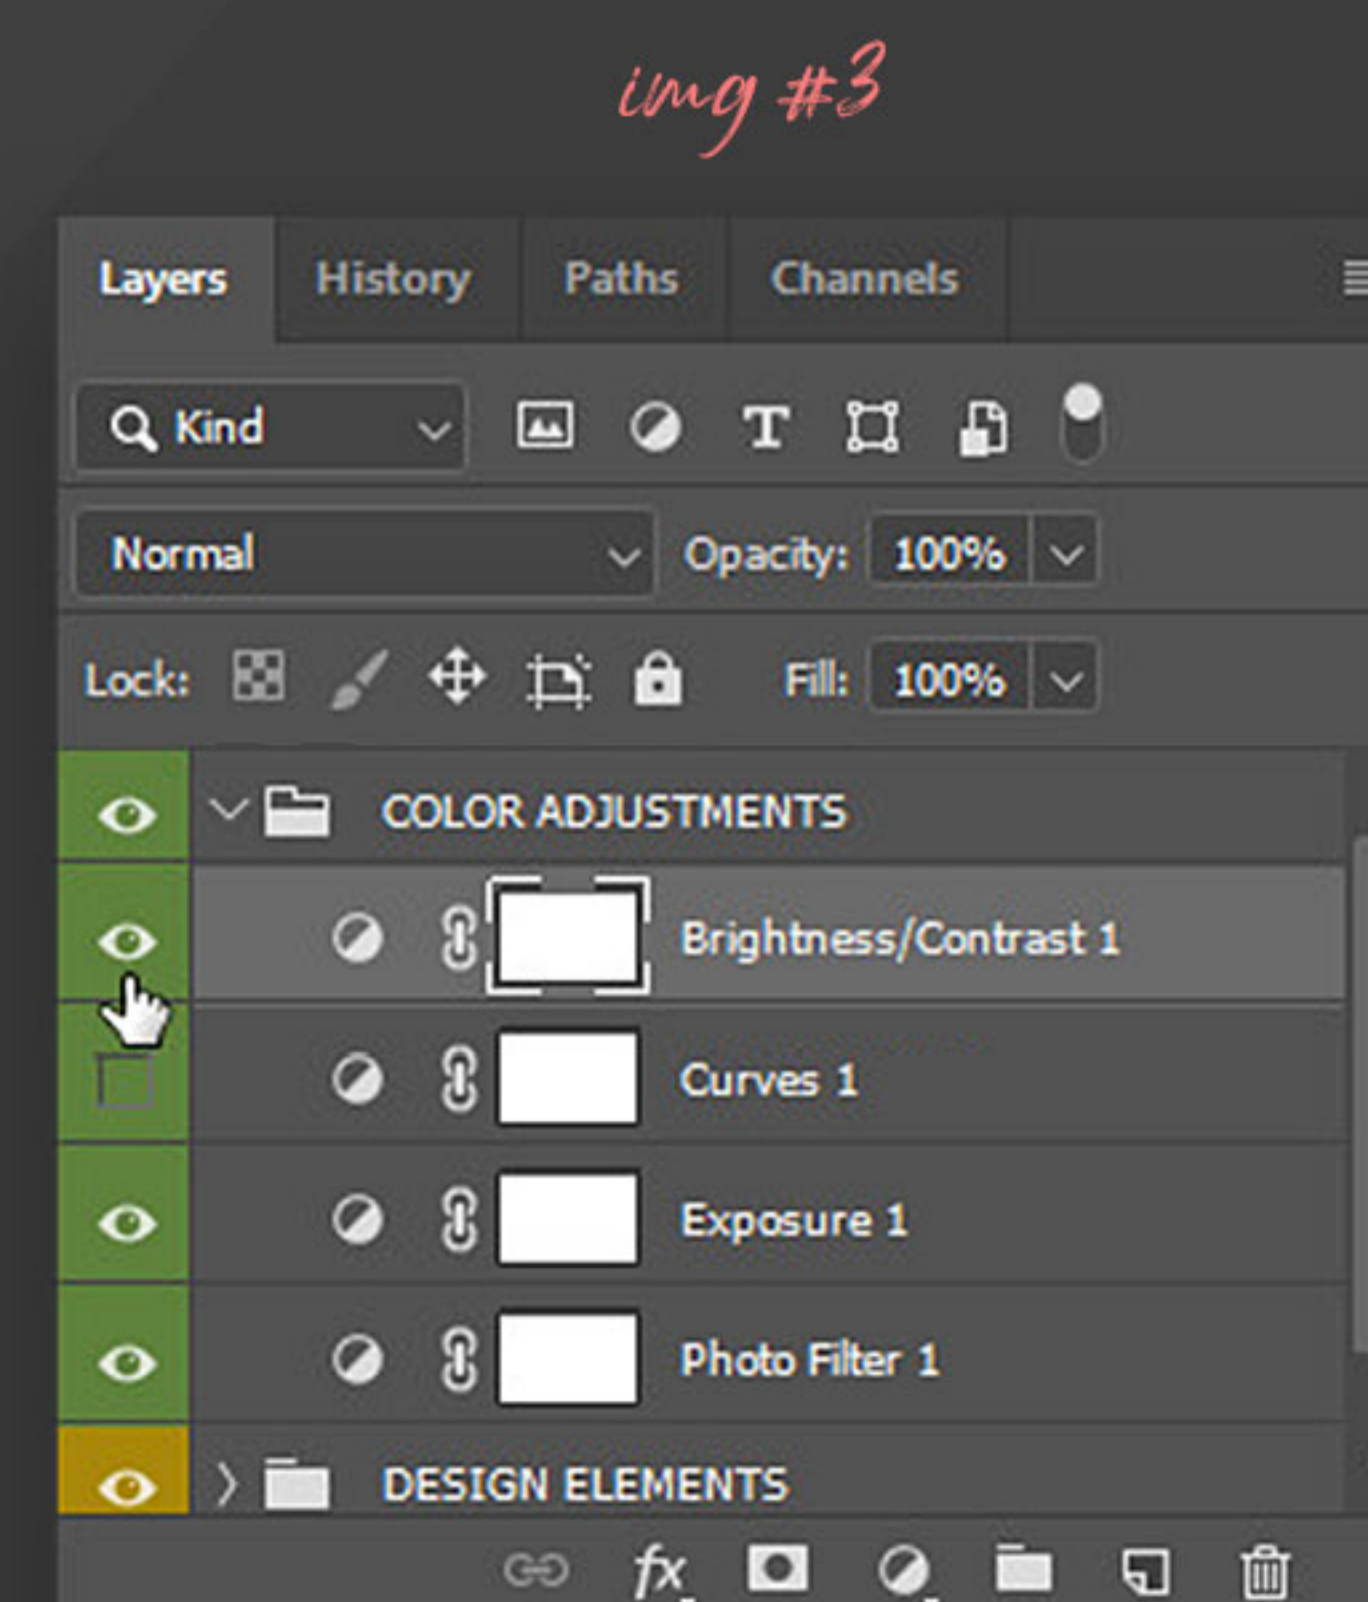 img #3
Layers History Paths Channels
Kind T
Normal Opacity: 100%
Lock: Fill: 100%
COLOR ADJUSTMENTS
Brightness/Contrast 1
Curves 1
Exposure 1
Photo Filter 1
DESIGN ELEMENTS
fx